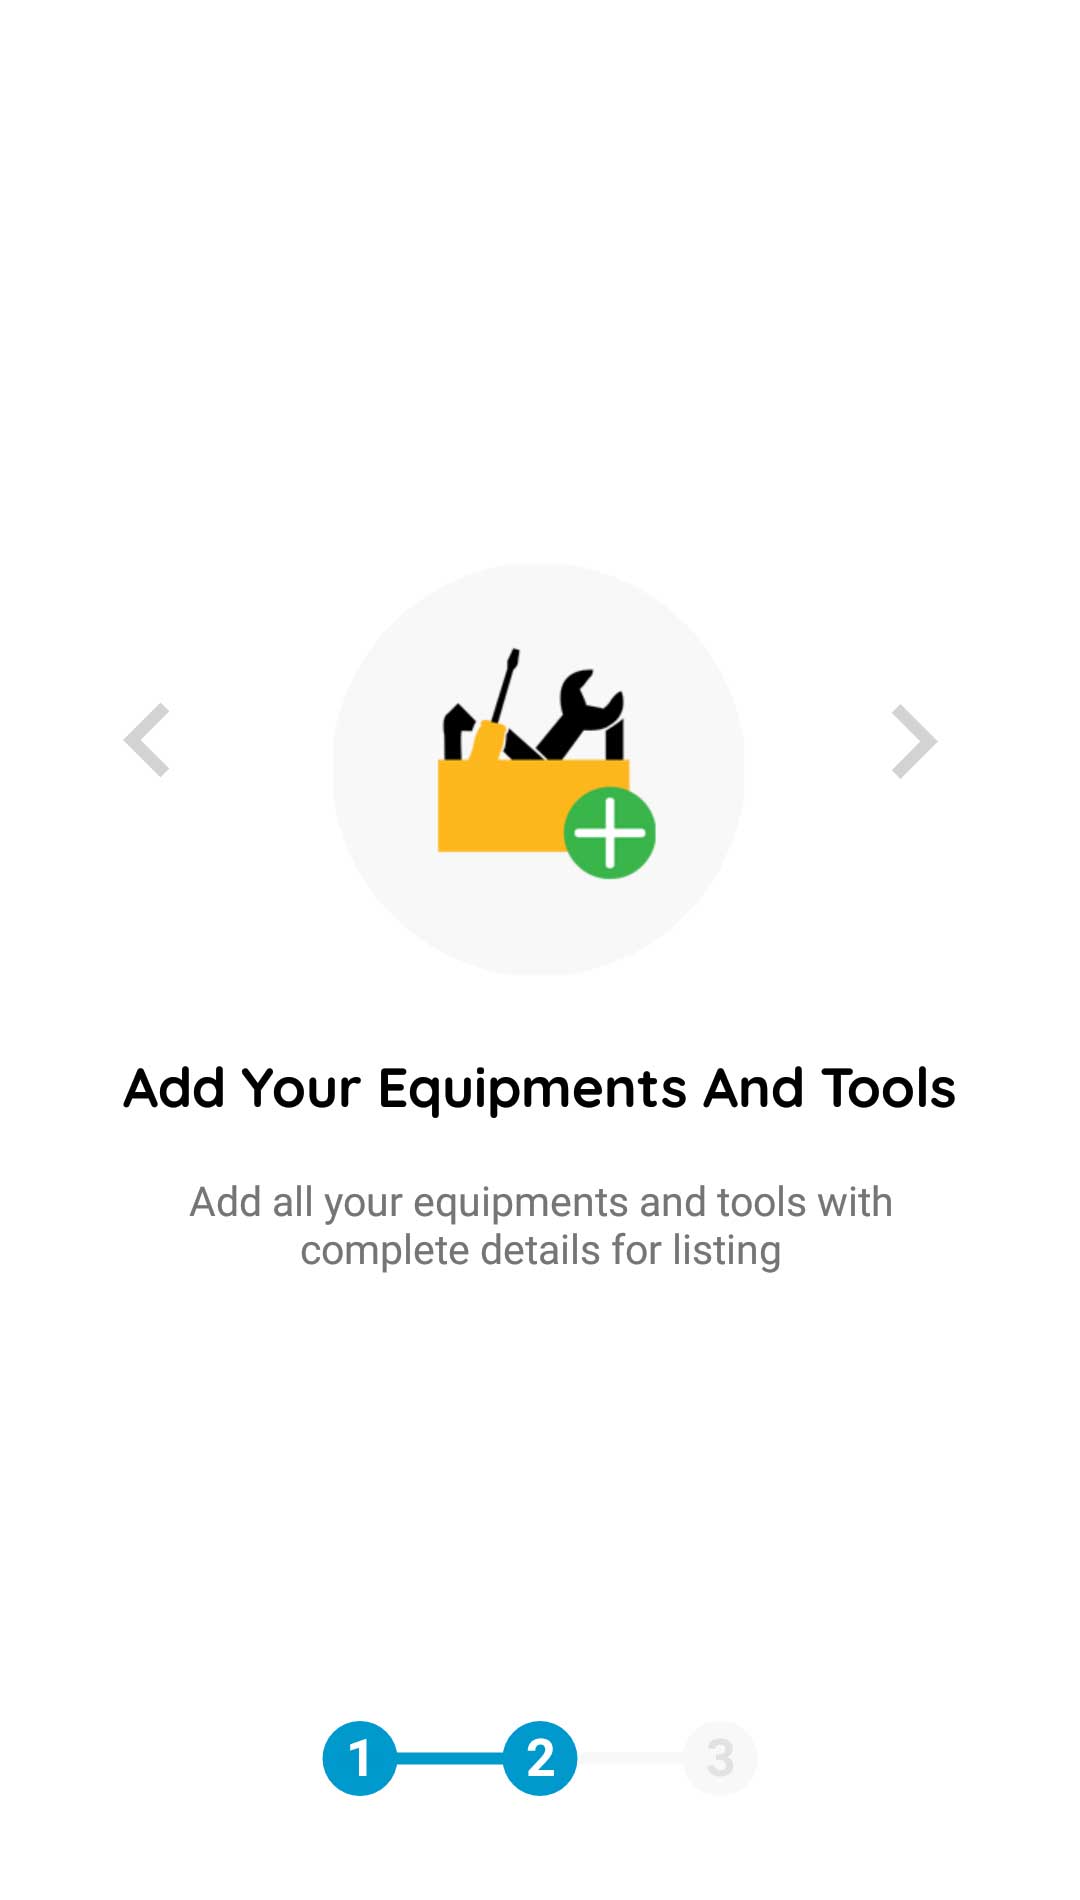 Add Your Equipments And Tools
Add all your equipments and tools with
complete details for listing
1 2 3